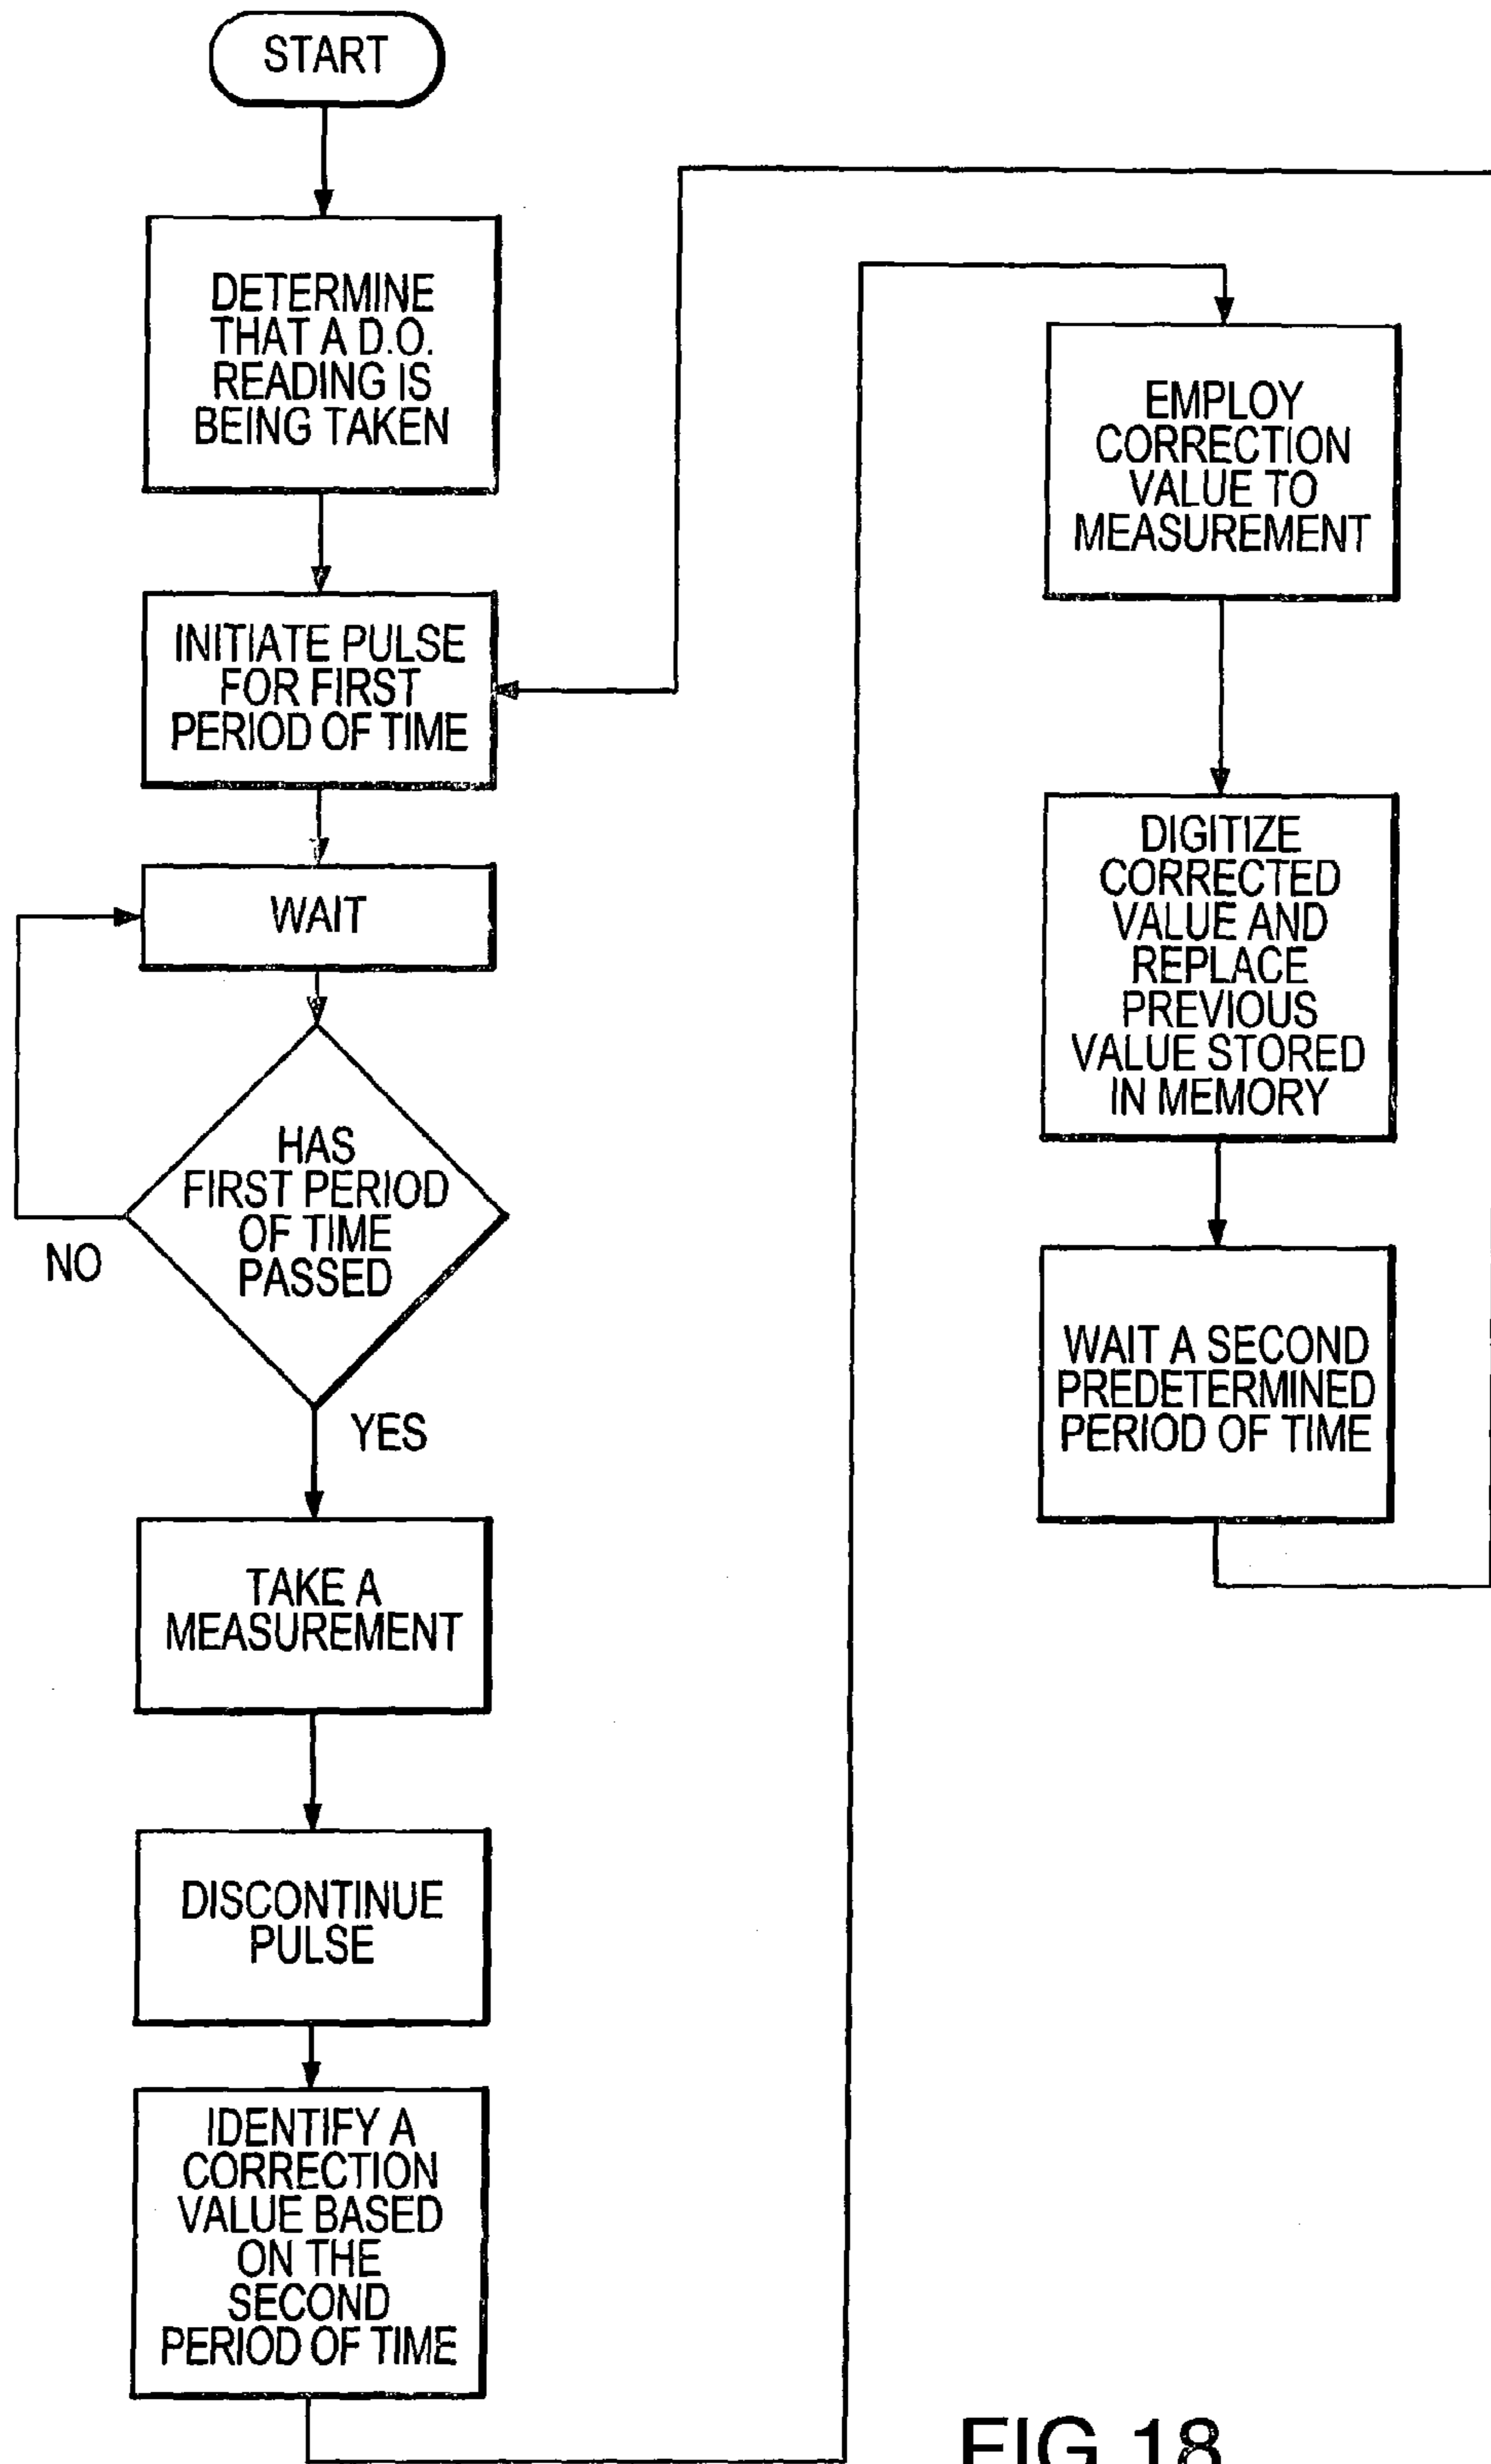 START
DETERMINE
THAT A D.O.
READING IS
BEING TAKEN
INITIATE PULSE
FOR FIRST
PERIOD OF TIME
WAIT
HAS
FIRST PERIOD
OF TIME
PASSED
NO
YES
TAKE A
MEASUREMENT
DISCONTINUE
PULSE
IDENTIFY A
CORRECTION
VALUE BASED
ON THE
SECOND
PERIOD OF TIME
EMPLOY
CORRECTION
VALUE TO
MEASUREMENT
DIGITIZE
CORRECTED
VALUE AND
REPLACE
PREVIOUS
VALUE STORED
IN MEMORY
WAIT A SECOND
PREDETERMINED
PERIOD OF TIME
FIG.18